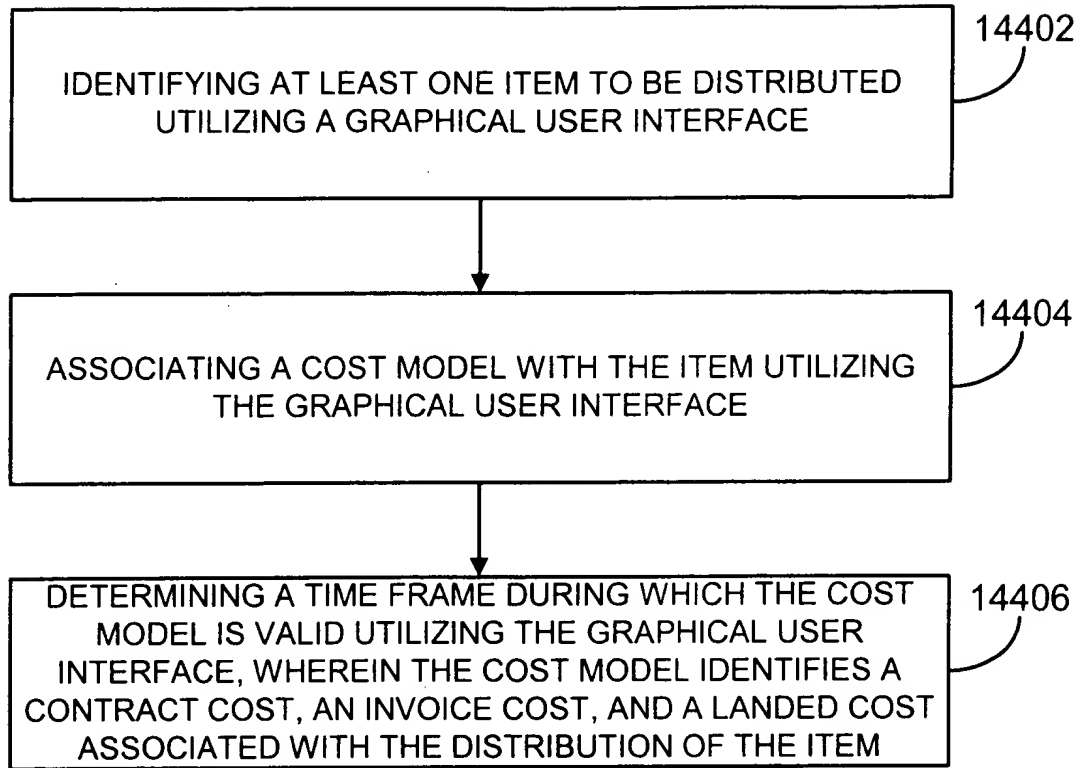 14402
IDENTIFYING AT LEAST ONE ITEM TO BE DISTRIBUTED
UTILIZING A GRAPHICAL USER INTERFACE
14404
ASSOCIATING A COST MODEL WITH THE ITEM UTILIZING
THE GRAPHICAL USER INTERFACE
14406
DETERMINING A TIME FRAME DURING WHICH THE COST
MODEL IS VALID UTILIZING THE GRAPHICAL USER
INTERFACE, WHEREIN THE COST MODEL IDENTIFIES A
CONTRACT COST, AN INVOICE COST, AND A LANDED COST
ASSOCIATED WITH THE DISTRIBUTION OF THE ITEM